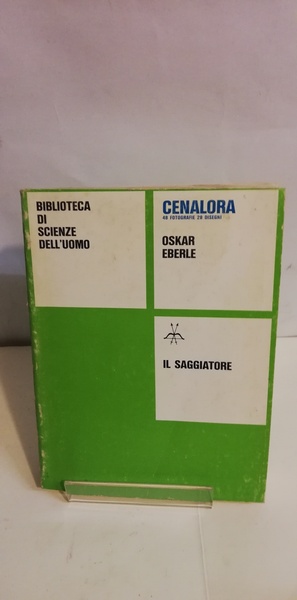 BIBLIOTECA
DI
SCIENZE
DELL'UOMO
CENALORA
48 FOTOGRAFIE 28 DISEGNI
OSKAR
EBERLE
IL SAGGIATORE